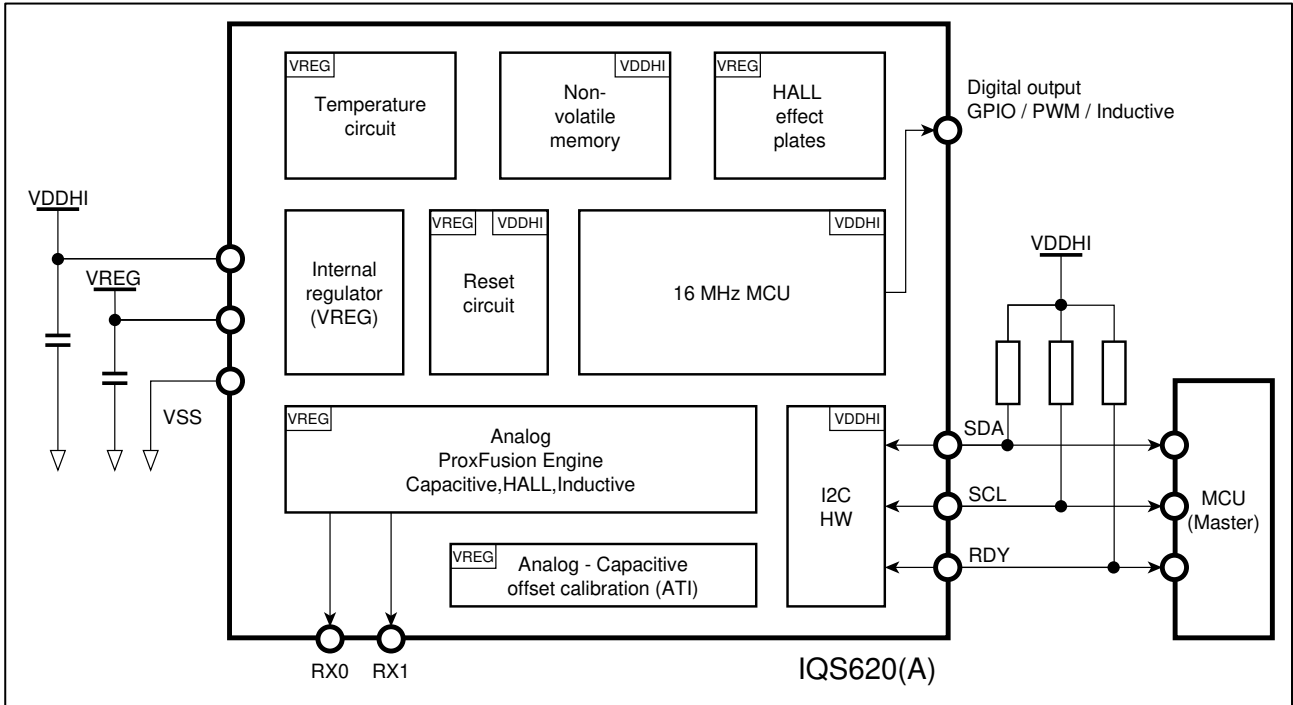 VREG
Temperature
circuit
VDDHI
Non-
volatile
memory
VREG
HALL
effect
plates
Digital output
GPIO / PWM / Inductive
VDDHI
VREG
VSS
Internal
regulator
(VREG)
VREG
VDDHI
Reset
circuit
VDDHI
16 MHz MCU
VDDHI
VREG
Analog
ProxFusion Engine
Capacitive,HALL,Inductive
VREG
Analog - Capacitive
offset calibration (ATI)
VDDHI
I2C
HW
SDA
SCL
RDY
MCU
(Master)
RX0
RX1
IQS620(A)